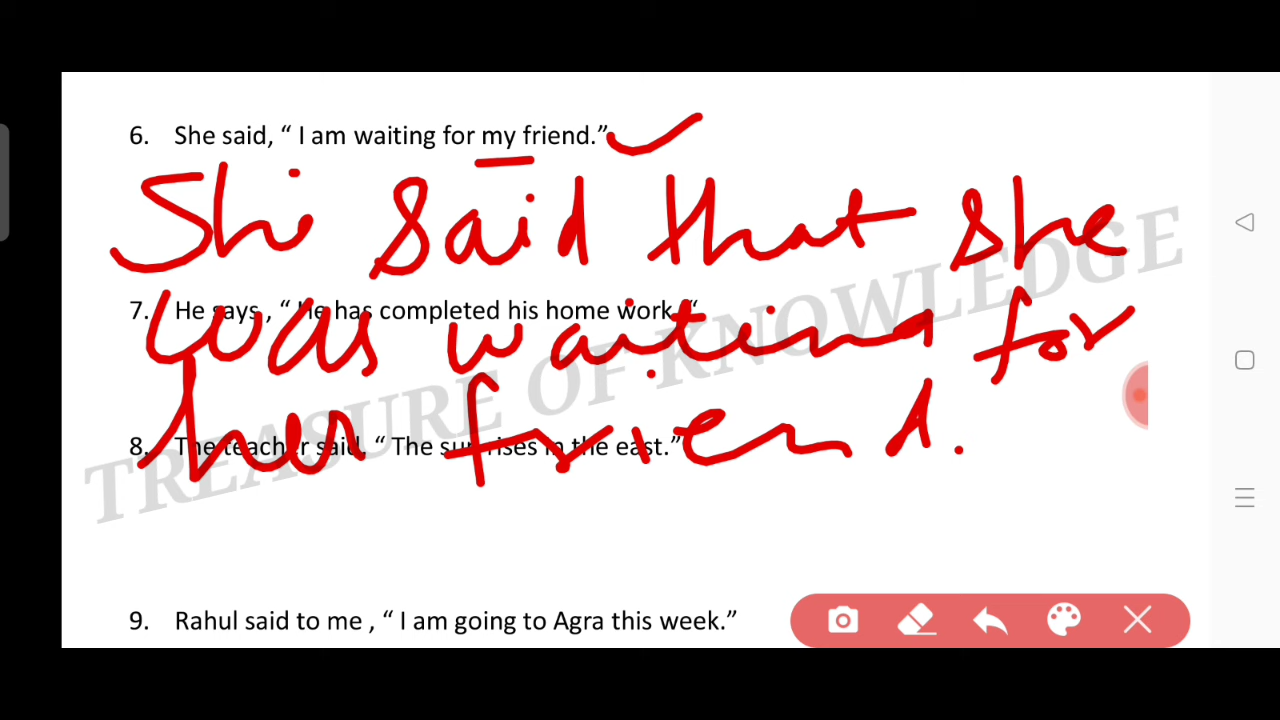 6. She said, “ I am waiting for my friend.”
She said that she
7. He says , “ He has completed his home work. “
was waiting for
her friend.
8. The teacher said, “ The sun rises in the east.”
TREASURE OF KNOWLEDGE
9. Rahul said to me , “ I am going to Agra this week.”